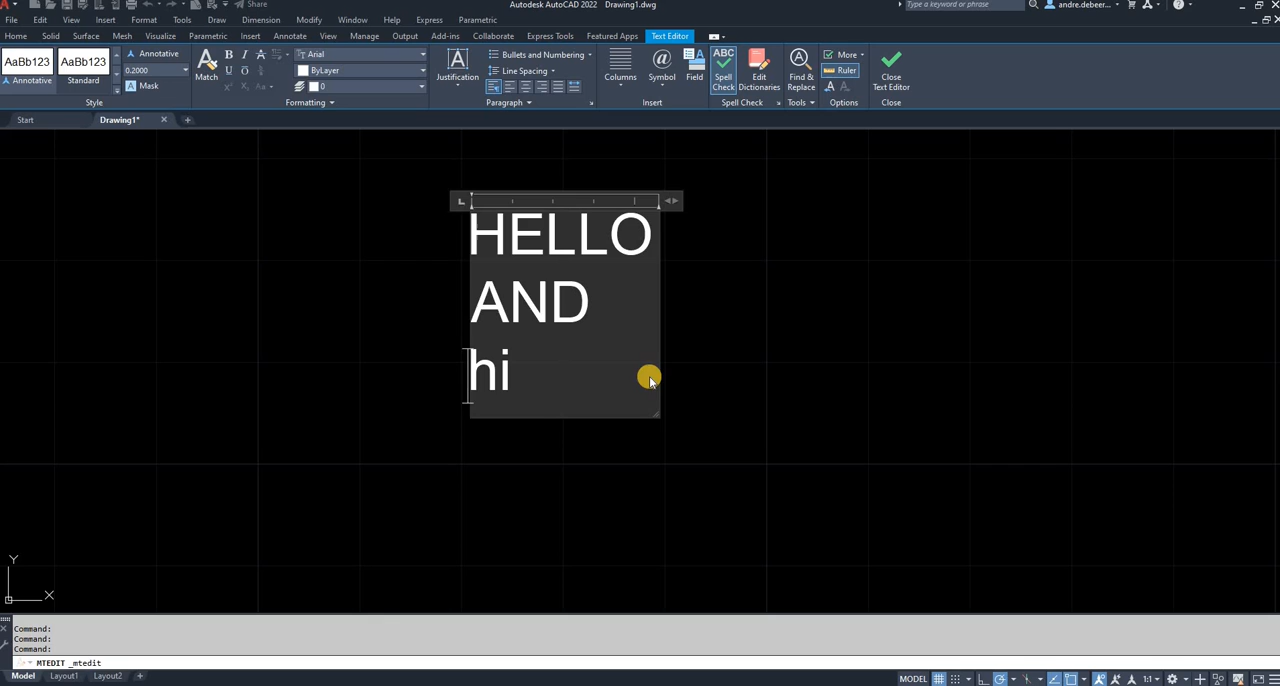 Autodesk AutoCAD 2022 Drawing1.dwg
Share
Type a keyword or phrase
andre.debeer...
File Edit View Insert Format Tools Draw Dimension Modify Window Help Express Parametric
Home Solid Surface Mesh Visualize Parametric Insert Annotate View Manage Output Add-ins Collaborate Express Tools Featured Apps Text Editor
AaBb123 AaBb123 Annotative
Annotative Standard 0.2000
Mask
Style
Match
B I
Arial
U O
ByLayer
Aa
0
Formatting
Justification
Bullets and Numbering
Line Spacing
Paragraph
Columns Symbol Field
Insert
ABC
Spell Check
Edit Dictionaries
Spell Check
Find & Replace
Tools
More
Ruler
Options
Close Text Editor
Close
Start Drawing1*
HELLO
AND
hi
Y
X
Command:
Command:
Command:
MTEDIT _mtedit
Model Layout1 Layout2
MODEL 1:1